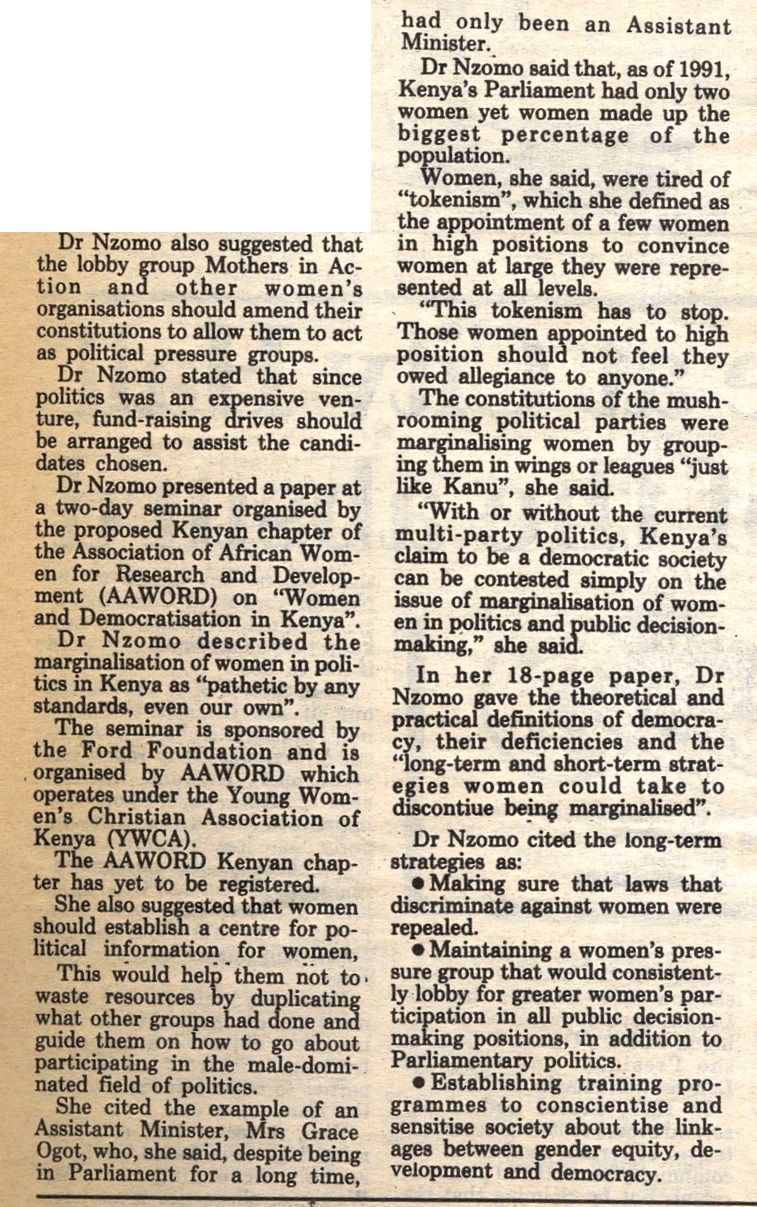 Dr Nzomo also suggested that
the lobby group Mothers in Ac-
tion and other women's
organisations should amend their
constitutions to allow them to act
as political pressure groups.
Dr Nzomo stated that since
politics was an expensive ven-
ture, fund-raising drives should
be arranged to assist the candi-
dates chosen.
Dr Nzomo presented a paper at
a two-day seminar organised by
the proposed Kenyan chapter of
the Association of African Wom-
en for Research and Develop-
ment (AAWORD) on “Women
and Democratisation in Kenya”.
Dr Nzomo described the
marginalisation of women in poli-
tics in Kenya as “pathetic by any
standards, even our own”.
The seminar is sponsored by
the Ford Foundation and is
organised by AAWORD which
operates under the Young Wom-
en's Christian Association of
Kenya (YWCA).
The AAWORD Kenyan chap-
ter has yet to be registered.
She also suggested that women
should establish a centre for po-
litical information for women,
This would help them not to
waste resources by duplicating
what other groups had done and
guide them on how to go about
participating in the male-domi-
nated field of politics.
She cited the example of an
Assistant Minister, Mrs Grace
Ogot, who, she said, despite being
in Parliament for a long time,
had only been an Assistant
Minister.
Dr Nzomo said that, as of 1991,
Kenya's Parliament had only two
women yet women made up the
biggest percentage of the
population.
Women, she said, were tired of
“tokenism”, which she defined as
the appointment of a few women
in high positions to convince
women at large they were repre-
sented at all levels.
“This tokenism has to stop.
Those women appointed to high
position should not feel they
owed allegiance to anyone.”
The constitutions of the mush-
rooming political parties were
marginalising women by group-
ing them in wings or leagues “just
like Kanu”, she said.
“With or without the current
multi-party politics, Kenya's
claim to be a democratic society
can be contested simply on the
issue of marginalisation of wom-
en in politics and public decision-
making,” she said.
In her 18-page paper, Dr
Nzomo gave the theoretical and
practical definitions of democra-
cy, their deficiencies and the
“long-term and short-term strat-
egies women could take to
discontiue being marginalised”.
Dr Nzomo cited the long-term
strategies as:
● Making sure that laws that
discriminate against women were
repealed.
● Maintaining a women's pres-
sure group that would consistent-
ly lobby for greater women's par-
ticipation in all public decision-
making positions, in addition to
Parliamentary politics.
● Establishing training pro-
grammes to conscientise and
sensitise society about the link-
ages between gender equity, de-
velopment and democracy.